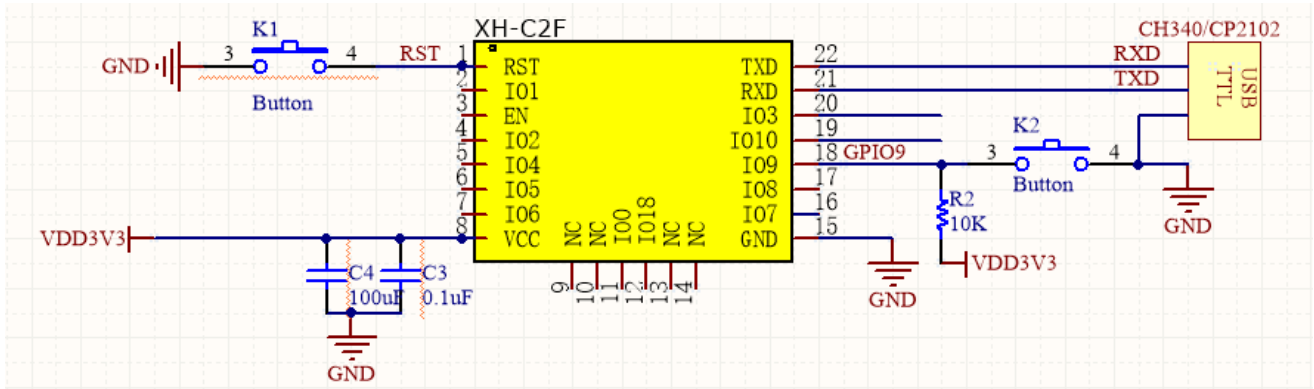 XH-C2F
K1
GND
3
4
RST
Button
1
2
3
4
5
6
7
8
RST
IO1
EN
IO2
IO4
IO5
IO6
VCC
TXD
RXD
IO3
IO10
IO9
IO8
IO7
GND
22
21
20
19
18
17
16
15
NC
NC
IO0
IO18
NC
NC
9
10
11
12
13
14
VDD3V3
C4
100uF
C3
0.1uF
GND
CH340/CP2102
RXD
TXD
USB
TTL
GPIO9
K2
3
4
Button
R2
10K
VDD3V3
GND
GND